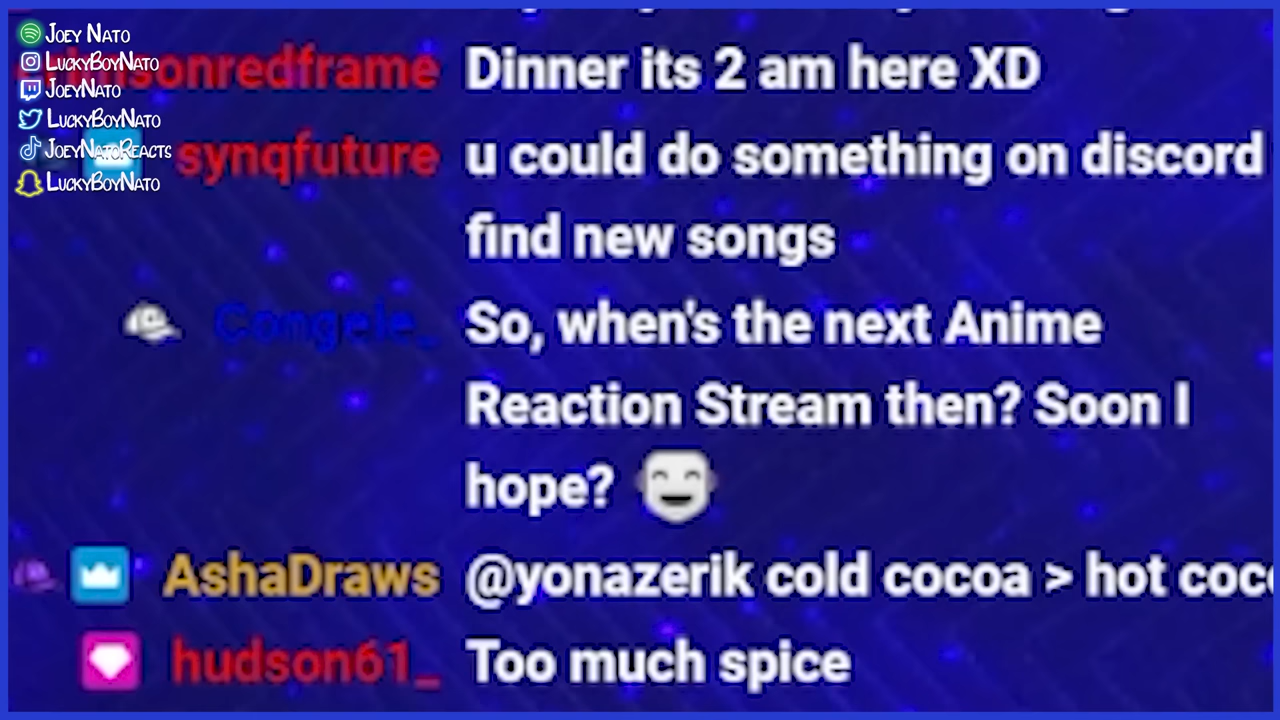 Joey Nato
LuckyBoyNato
JoeyNato
LuckyBoyNato
JoeyNatoReacts
LuckyBoyNato
Dinner its 2 am here XD
synqfuture u could do something on discord
find new songs
Congele_ So, when's the next Anime
Reaction Stream then? Soon I
hope?
AshaDraws @yonazerik cold cocoa > hot
hudson61_ Too much spice